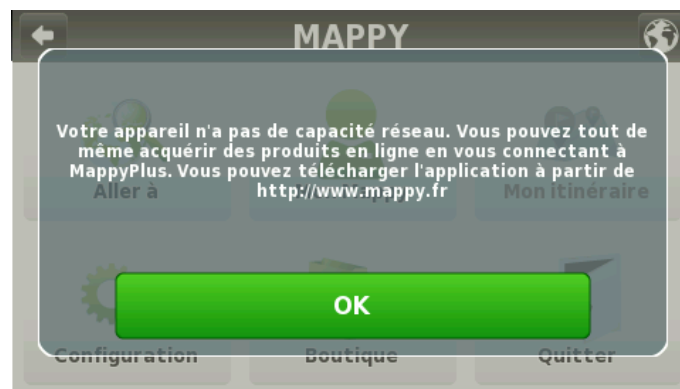 MAPPY
Votre appareil n'a pas de capacité réseau. Vous pouvez tout de
même acquérir des produits en ligne en vous connectant à
MappyPlus. Vous pouvez télécharger l'application à partir de
http://www.mappy.fr
Aller à
Mon itinéraire
OK
Configuration
Boutique
Quitter